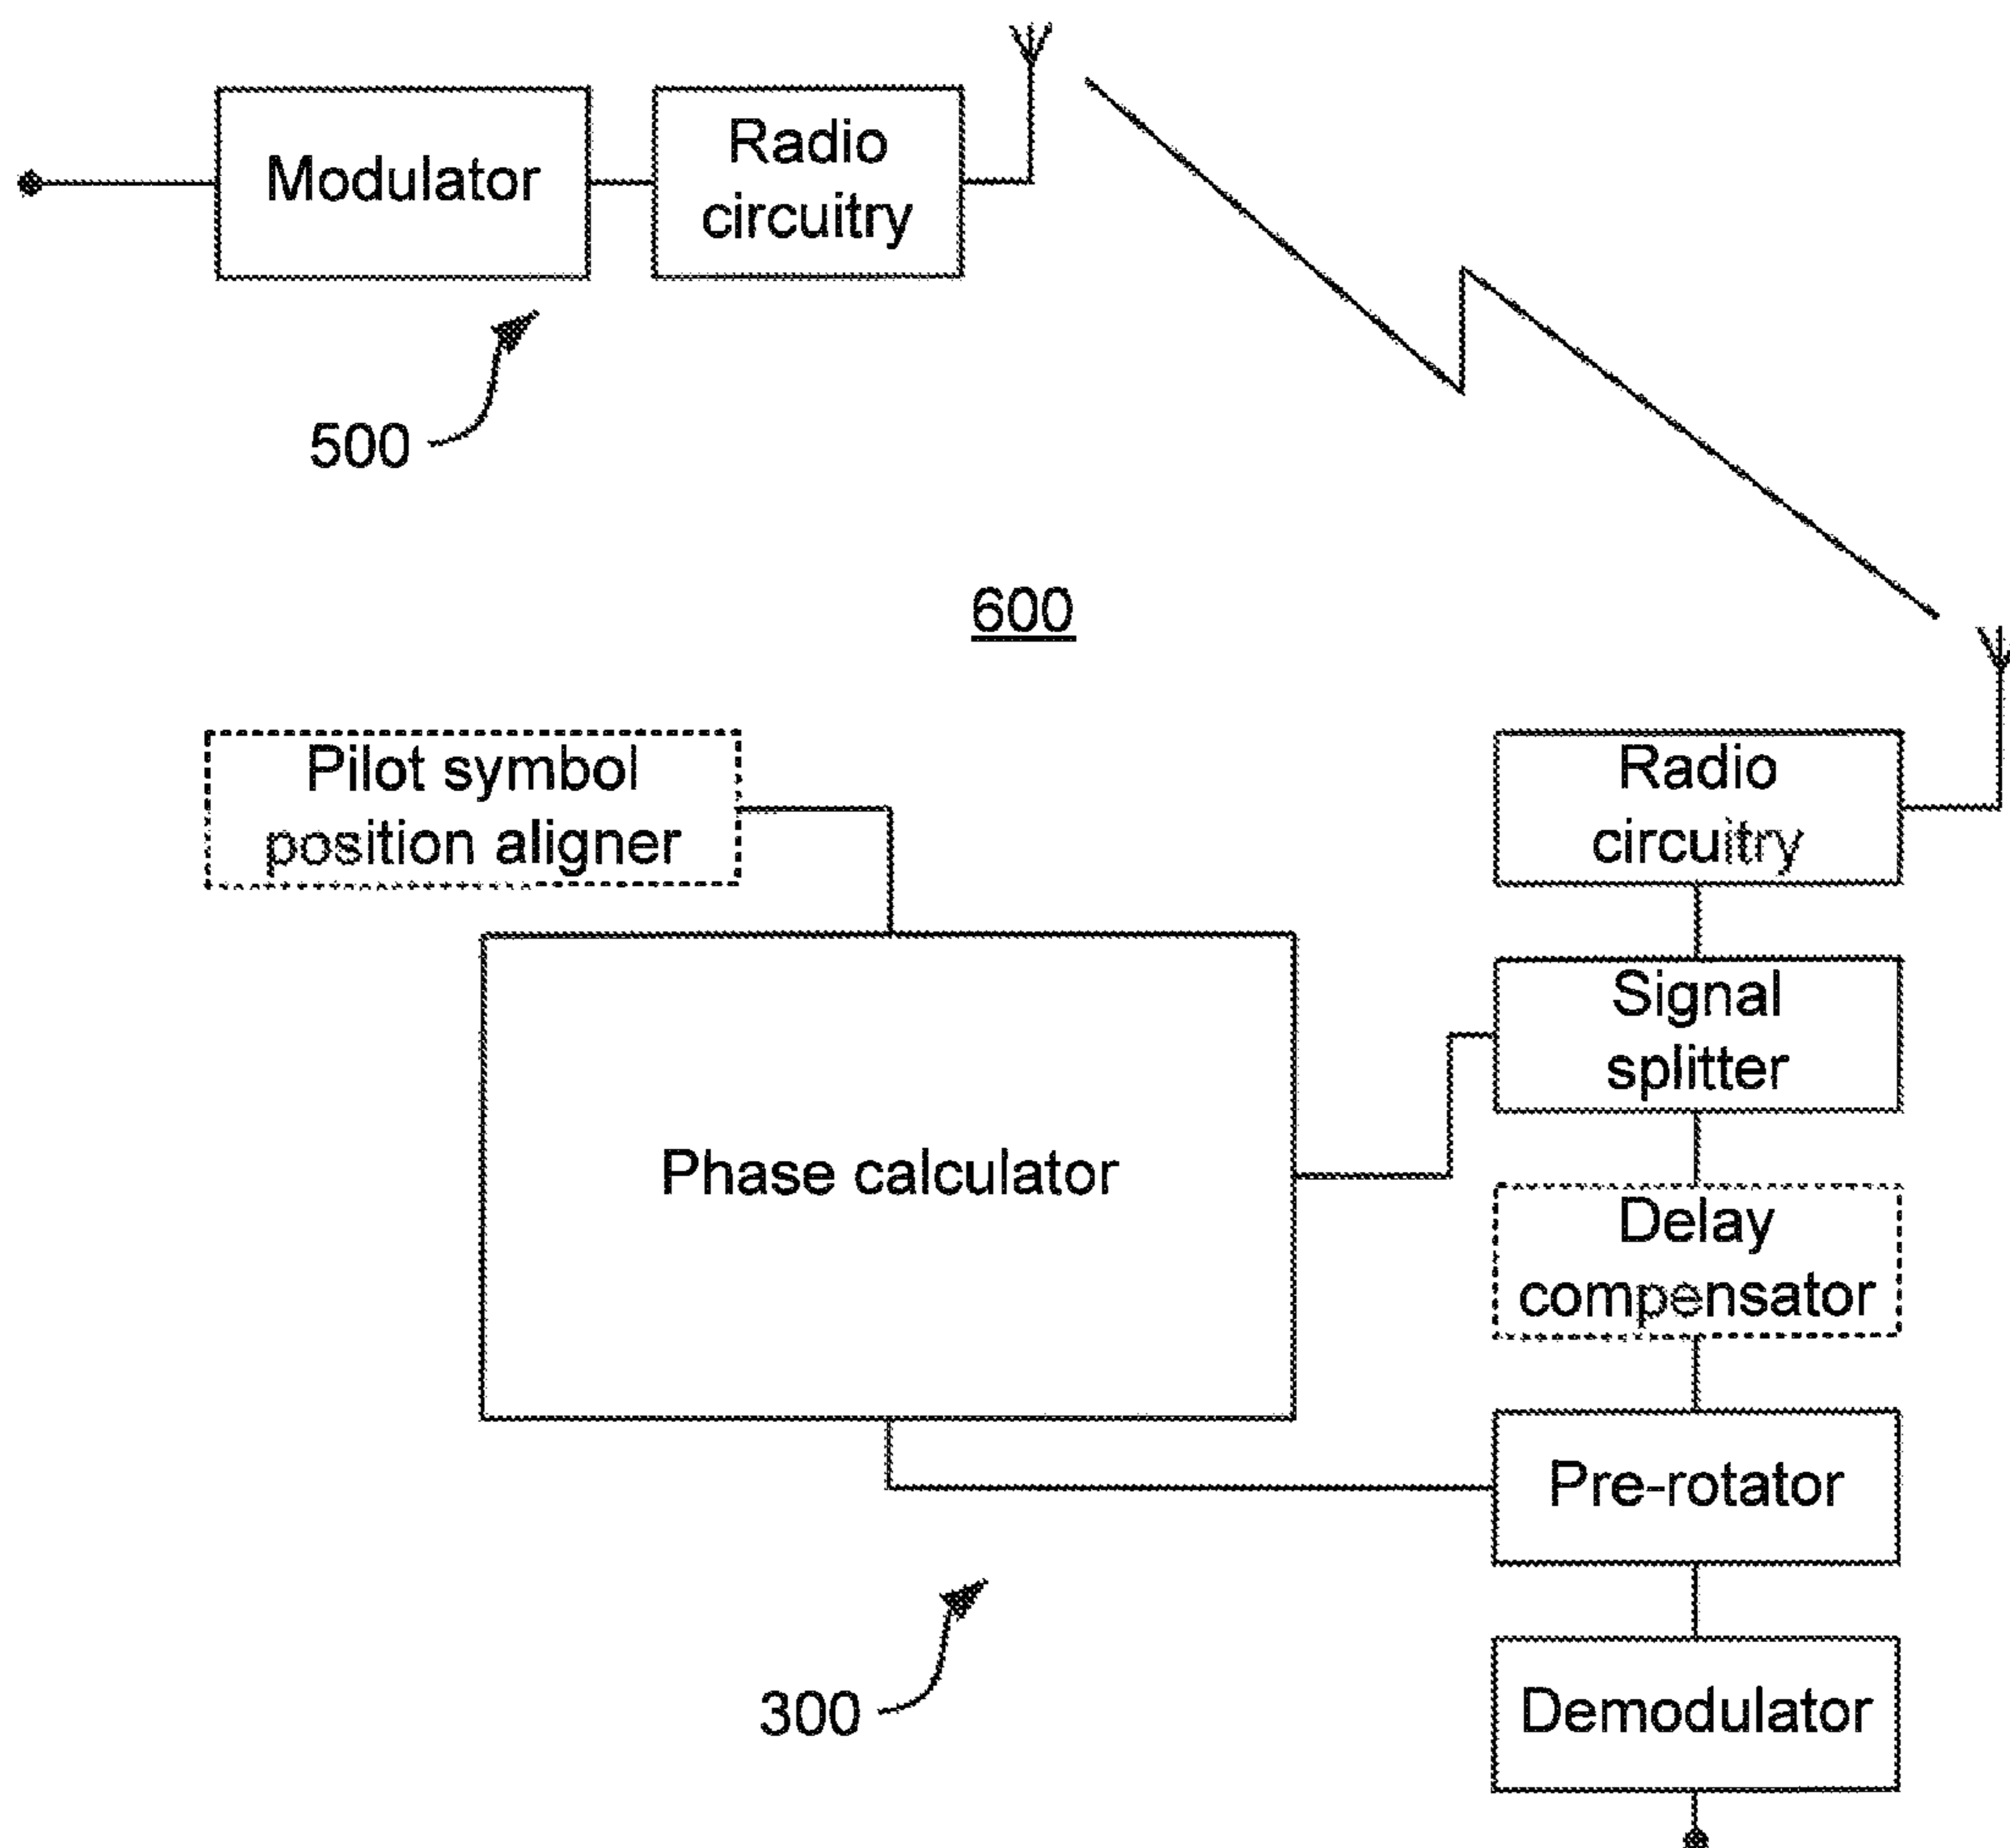 Modulator
Radio
circuitry
500
600
Pilot symbol
position aligner
Radio
circuitry
Signal
splitter
Phase calculator
Delay
compensator
Pre-rotator
300
Demodulator